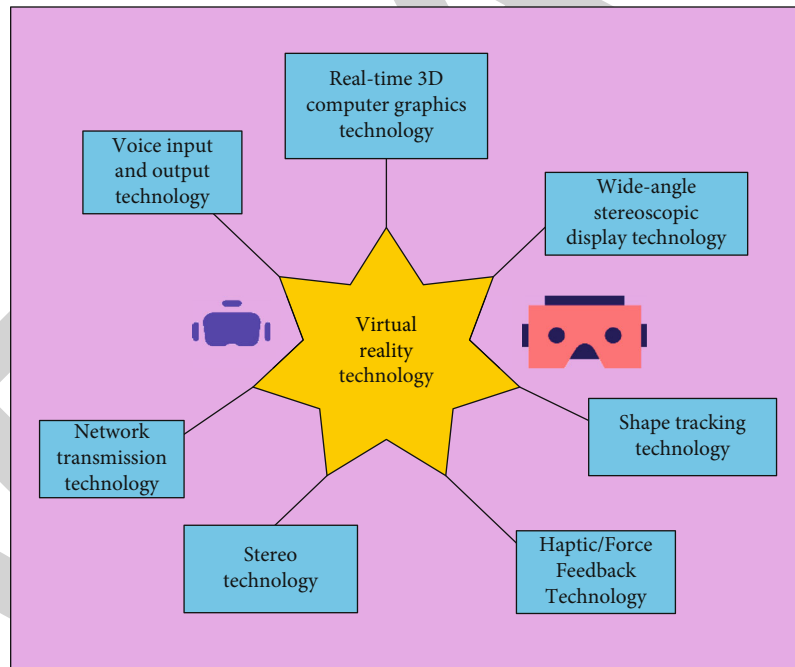 Real-time 3D
computer graphics
technology
Voice input
and output
technology
Wide-angle
stereoscopic
display technology
Virtual
reality
technology
Shape tracking
technology
Network
transmission
technology
Stereo
technology
Haptic/Force
Feedback
Technology